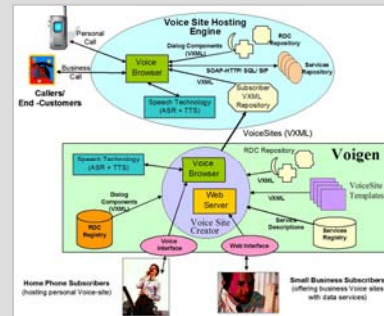 Voice Site Hosting
Engine
Personal
Call
Business
Call
Callers/
End -Customers
Voice
Browser
Dialog Components
(VXML)
RDC
Repository
SOAP-HTTP/ SQL/ SIP
Services
Repository
VXML
Subscriber
VXML
Repository
Speech Technology
(ASR + TTS)
VoiceSites (VXML)
Voigen
Speech Technology
(ASR + TTS)
Voice
Browser
RDC Repository
VXML
Web
Server
VXML
VoiceSite
Templates
Dialog
Components
(VXML)
Voice Site
Creator
Service
Descriptions
RDC
Registry
Services
Registry
Voice
Interface
Web Interface
Home Phone Subscribers
(hosting personal Voice-site)
Small Business Subscribers
(offering business Voice sites
with data services)